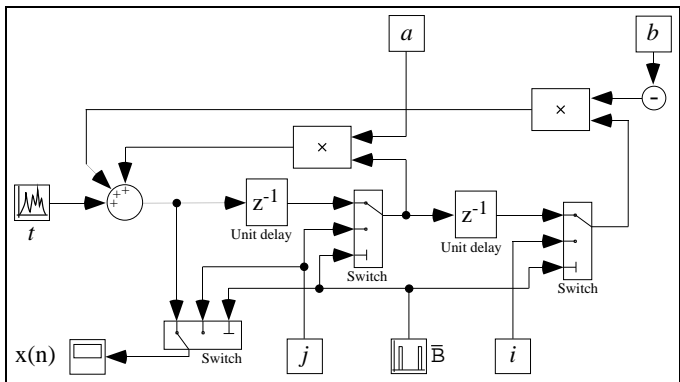 a
b
-
×
×
+
+
+
t
z-1
Unit delay
Switch
z-1
Unit delay
Switch
x(n)
Switch
j
B̅
i